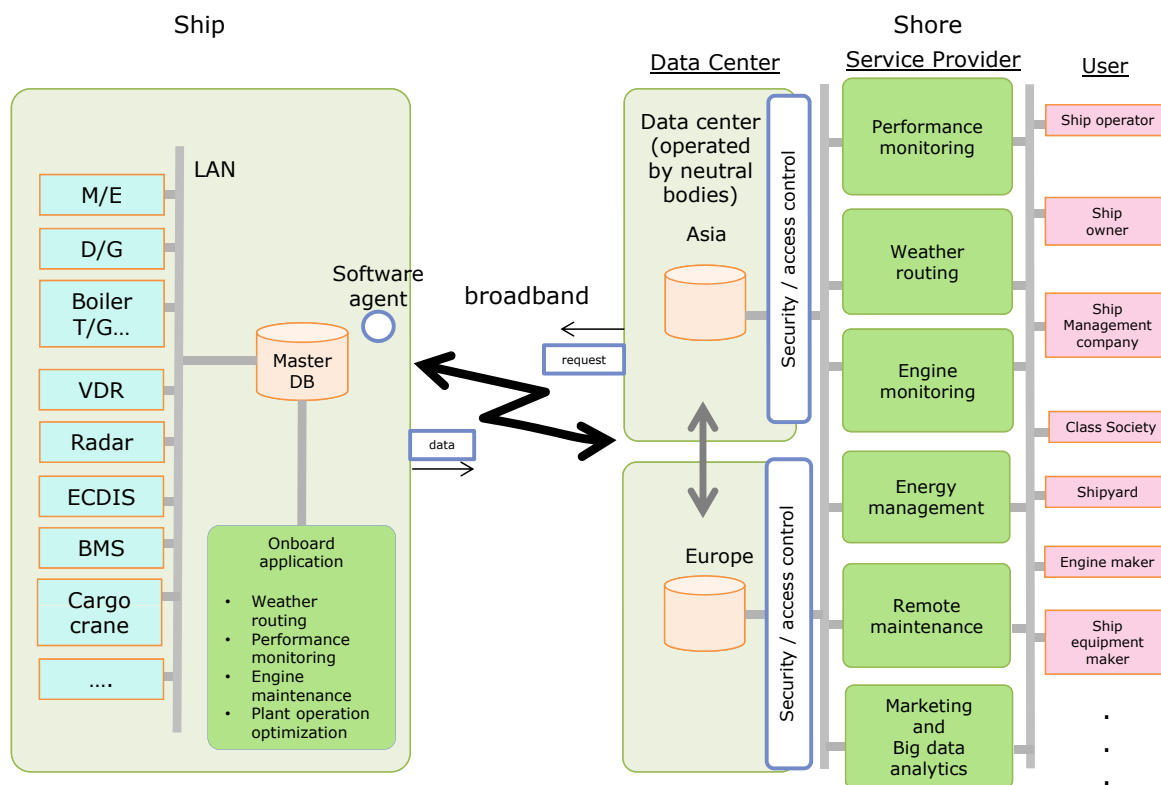 Ship
LAN
M/E
D/G
Boiler
T/G...
VDR
Radar
ECDIS
BMS
Cargo
crane
....
Software
agent
Master
DB
Onboard
application
• Weather
routing
• Performance
monitoring
• Engine
maintenance
• Plant operation
optimization
broadband
request
data
Shore
Data Center
Data center
(operated
by neutral
bodies)
Asia
Security / access control
Europe
Security / access control
Service Provider
Performance
monitoring
Weather
routing
Engine
monitoring
Energy
management
Remote
maintenance
Marketing
and
Big data
analytics
User
Ship operator
Ship
owner
Ship
Management
company
Class Society
Shipyard
Engine maker
Ship
equipment
maker
.
.
.